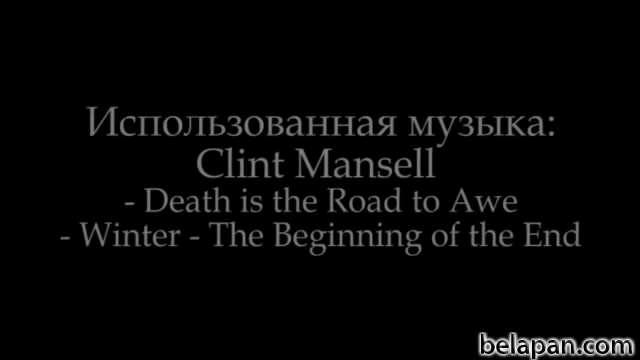 Использованная музыка:
Clint Mansell
- Death is the Road to Awe
- Winter - The Beginning of the End
belapan.com